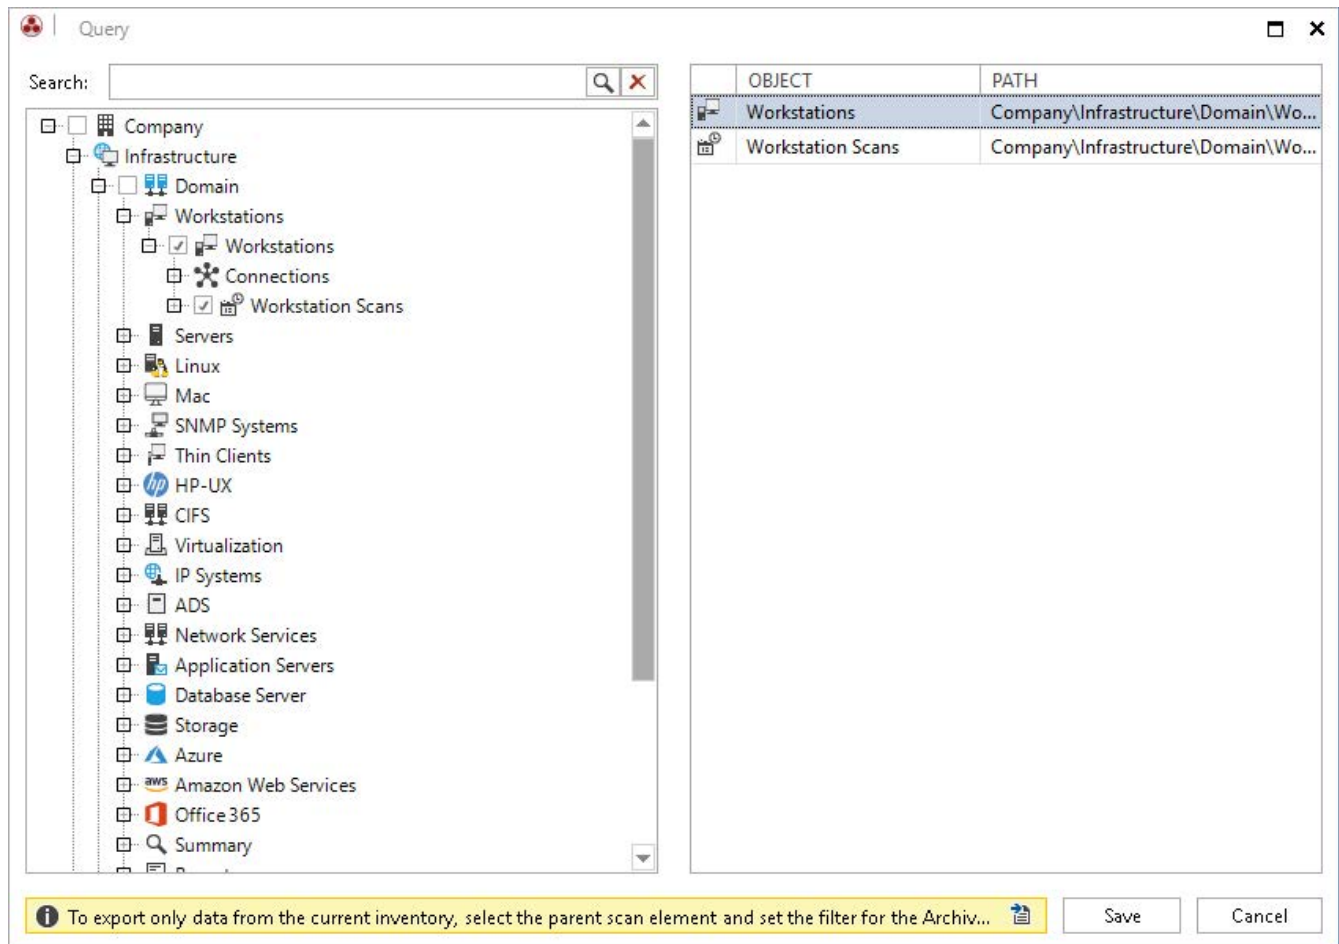 Query
Search:
OBJECT PATH
Workstations Company\Infrastructure\Domain\Wo...
Workstation Scans Company\Infrastructure\Domain\Wo...
Company
Infrastructure
Domain
Workstations
Workstations
Connections
Workstation Scans
Servers
Linux
Mac
SNMP Systems
Thin Clients
hp HP-UX
CIFS
Virtualization
IP Systems
ADS
Network Services
Application Servers
Database Server
Storage
Azure
aws Amazon Web Services
Office 365
Summary
To export only data from the current inventory, select the parent scan element and set the filter for the Archiv...
Save Cancel